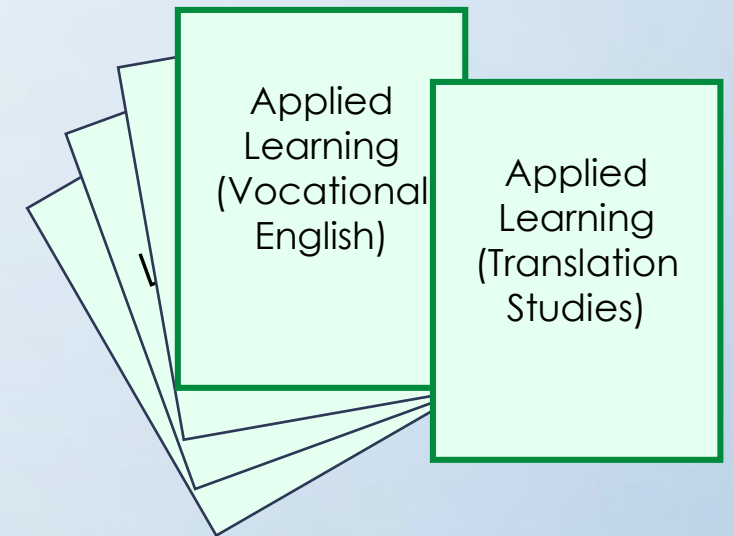 Applied
Learning
(Vocational
English)
Applied
Learning
(Translation
Studies)